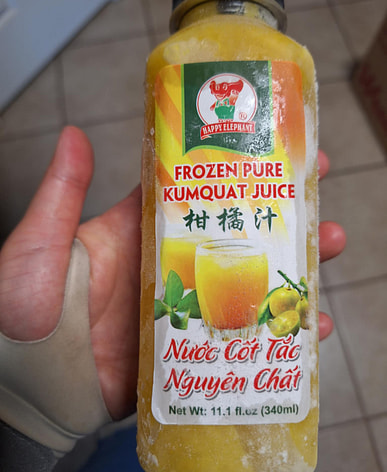 HAPPY ELEPHANT
FROZEN PURE
KUMQUAT JUICE
柑橘汁
Nước Cốt Tắc
Nguyên Chất
Net Wt: 11.1 fl.oz (340ml)